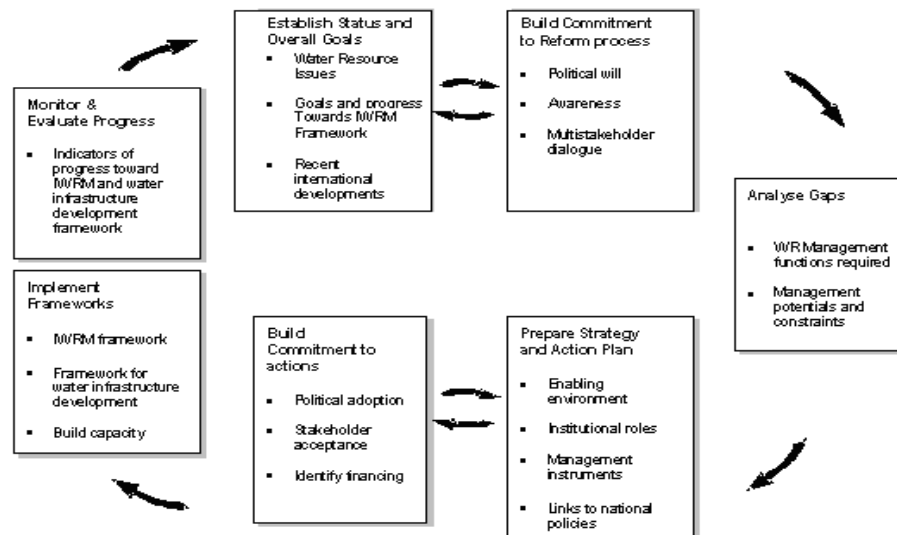 Establish Status and
Overall Goals
▪ Water Resource
Issues
▪ Goals and progress
Towards IWRM
Framework
▪ Recent
international
developments
Build Commitment
to Reform process
▪ Political will
▪ Awareness
▪ Multistakeholder
dialogue
Analyse Gaps
▪ WR Management
functions required
▪ Management
potentials and
constraints
Prepare Strategy
and Action Plan
▪ Enabling
environment
▪ Institutional roles
▪ Management
instruments
▪ Links to national
policies
Build
Commitment to
actions
▪ Political adoption
▪ Stakeholder
acceptance
▪ Identify financing
Implement
Frameworks
▪ IWRM framework
▪ Framework for
water infrastructure
development
▪ Build capacity
Monitor &
Evaluate Progress
▪ Indicators of
progress toward
IWRM and water
infrastructure
development
framework